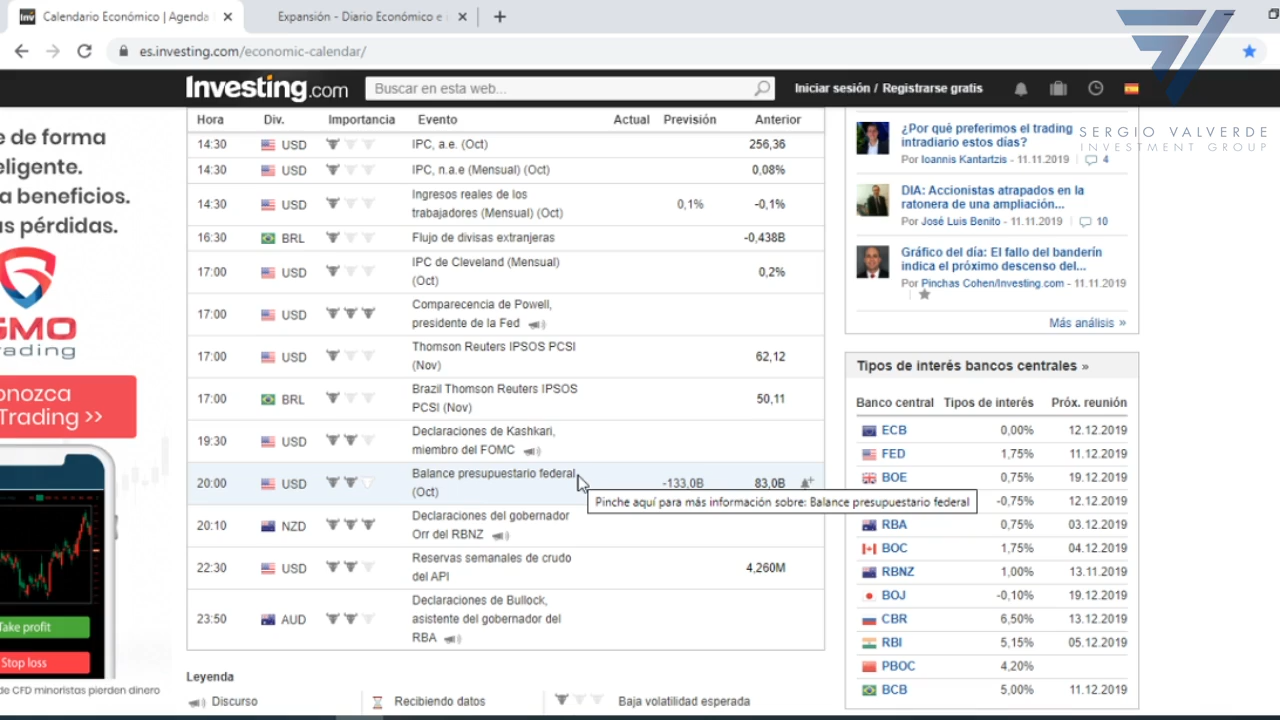 Calendario Económico | Agenda
Expansión - Diario Económico e
es.investing.com/economic-calendar/
Investing.com
Buscar en esta web...
Iniciar sesión / Registrarse gratis
SERGIO VALVERDE
INVESTMENT GROUP
e de forma
eligente.
a beneficios.
as pérdidas.
GMO
rading
onozca
Trading >>
Take profit
Stop loss
de CFD minoristas pierden dinero
Hora Div. Importancia Evento Actual Previsión Anterior
14:30 USD IPC, a.e. (Oct) 256,36
14:30 USD IPC, n.a.e (Mensual) (Oct) 0,08%
14:30 USD Ingresos reales de los
trabajadores (Mensual) (Oct) 0,1% -0,1%
16:30 BRL Flujo de divisas extranjeras -0,438B
17:00 USD IPC de Cleveland (Mensual)
(Oct) 0,2%
17:00 USD Comparecencia de Powell,
presidente de la Fed
17:00 USD Thomson Reuters IPSOS PCSI
(Nov) 62,12
17:00 BRL Brazil Thomson Reuters IPSOS
PCSI (Nov) 50,11
19:30 USD Declaraciones de Kashkari,
miembro del FOMC
20:00 USD Balance presupuestario federal
(Oct) -133,0B 83,0B
Pinche aquí para más información sobre: Balance presupuestario federal
20:10 NZD Declaraciones del gobernador
Orr del RBNZ
22:30 USD Reservas semanales de crudo
del API 4,260M
23:50 AUD Declaraciones de Bullock,
asistente del gobernador del
RBA
Leyenda
Discurso Recibiendo datos Baja volatilidad esperada
¿Por qué preferimos el trading
intradiario estos días?
Por Ioannis Kantartzis - 11.11.2019 | 4
DIA: Accionistas atrapados en la
ratonera de una ampliación...
Por José Luis Benito - 11.11.2019 | 10
Gráfico del día: El fallo del banderín
indica el próximo descenso del...
Por Pinchas Cohen/Investing.com - 11.11.2019
|
Más análisis »
Tipos de interés bancos centrales »
Banco central Tipos de interés Próx. reunión
ECB 0,00% 12.12.2019
FED 1,75% 11.12.2019
BOE 0,75% 19.12.2019
-0,75% 12.12.2019
RBA 0,75% 03.12.2019
BOC 1,75% 04.12.2019
RBNZ 1,00% 13.11.2019
BOJ -0,10% 19.12.2019
CBR 6,50% 13.12.2019
RBI 5,15% 05.12.2019
PBOC 4,20%
BCB 5,00% 11.12.2019